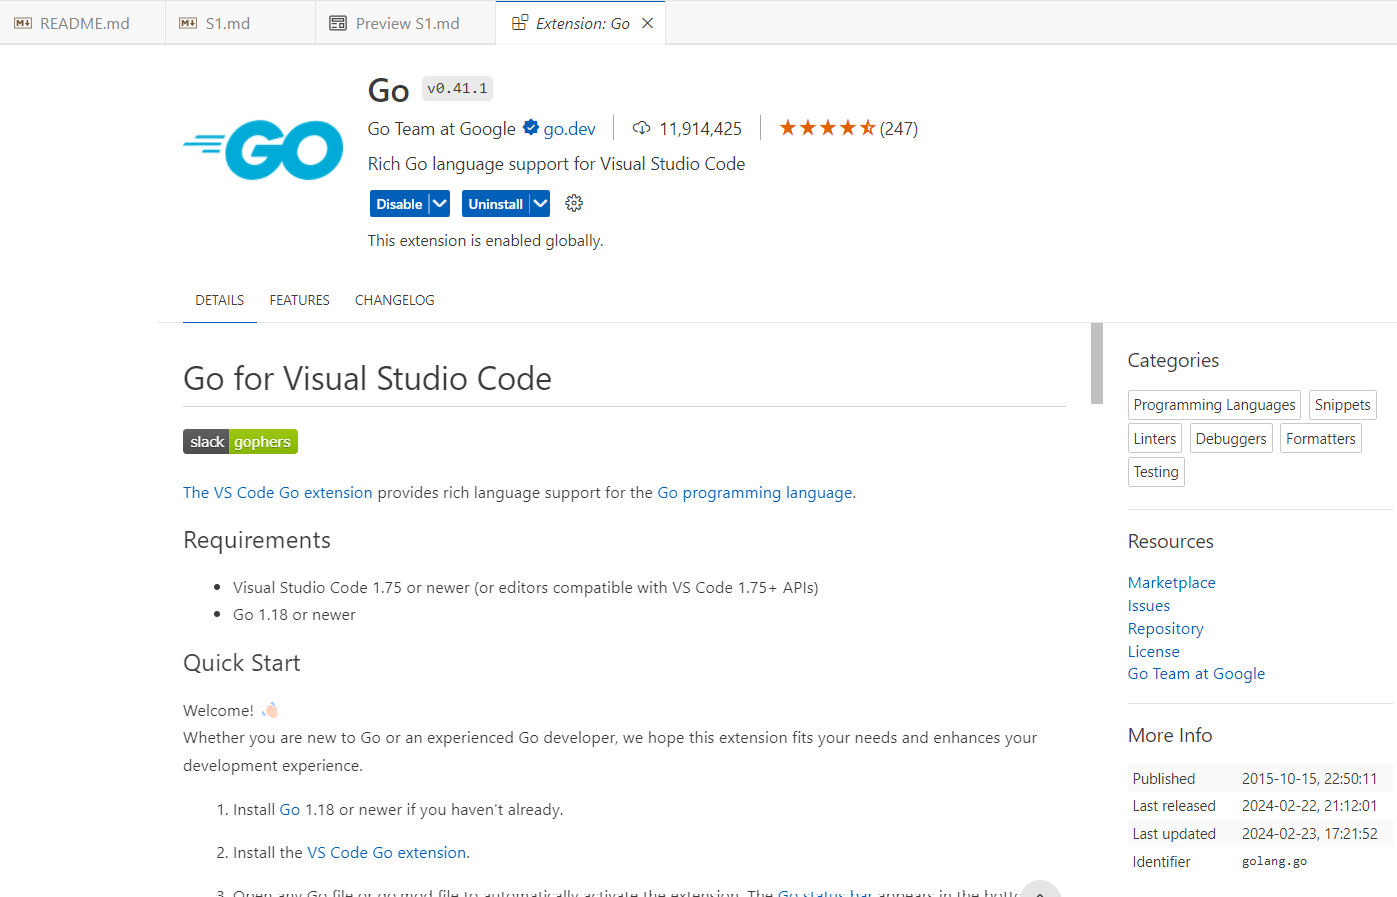 README.md
S1.md
Preview S1.md
Extension: Go
GO
Go v0.41.1
Go Team at Google go.dev 11,914,425 (247)
Rich Go language support for Visual Studio Code
Disable Uninstall
This extension is enabled globally.
DETAILS FEATURES CHANGELOG
Go for Visual Studio Code
slack gophers
The VS Code Go extension provides rich language support for the Go programming language.
Requirements
• Visual Studio Code 1.75 or newer (or editors compatible with VS Code 1.75+ APIs)
• Go 1.18 or newer
Quick Start
Welcome! 👋🏻
Whether you are new to Go or an experienced Go developer, we hope this extension fits your needs and enhances your
development experience.
1. Install Go 1.18 or newer if you haven't already.
2. Install the VS Code Go extension.
3. Open any Go file or go.mod file to automatically activate the extension. The Go status bar appears in the
Categories
Programming Languages Snippets
Linters Debuggers Formatters
Testing
Resources
Marketplace
Issues
Repository
License
Go Team at Google
More Info
Published 2015-10-15, 22:50:11
Last released 2024-02-22, 21:12:01
Last updated 2024-02-23, 17:21:52
Identifier golang.go